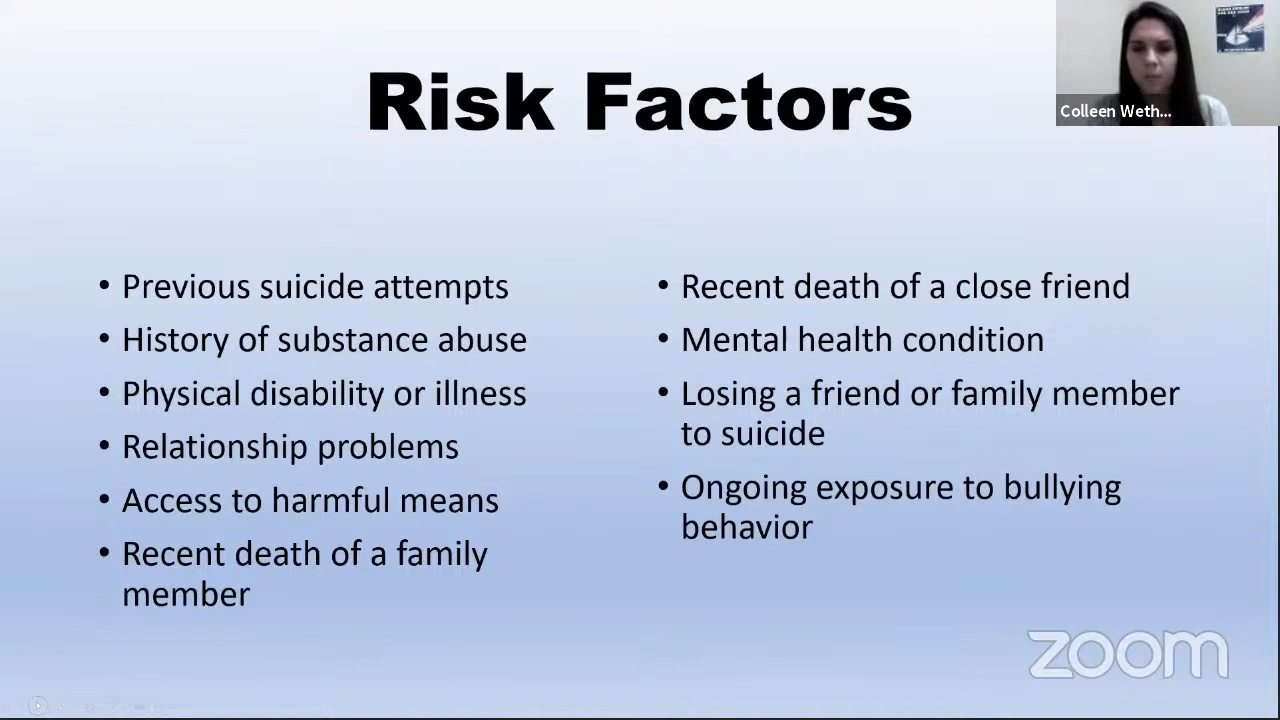 Risk Factors
Colleen Weth...
• Previous suicide attempts
• History of substance abuse
• Physical disability or illness
• Relationship problems
• Access to harmful means
• Recent death of a family
member
• Recent death of a close friend
• Mental health condition
• Losing a friend or family member
to suicide
• Ongoing exposure to bullying
behavior
zoom